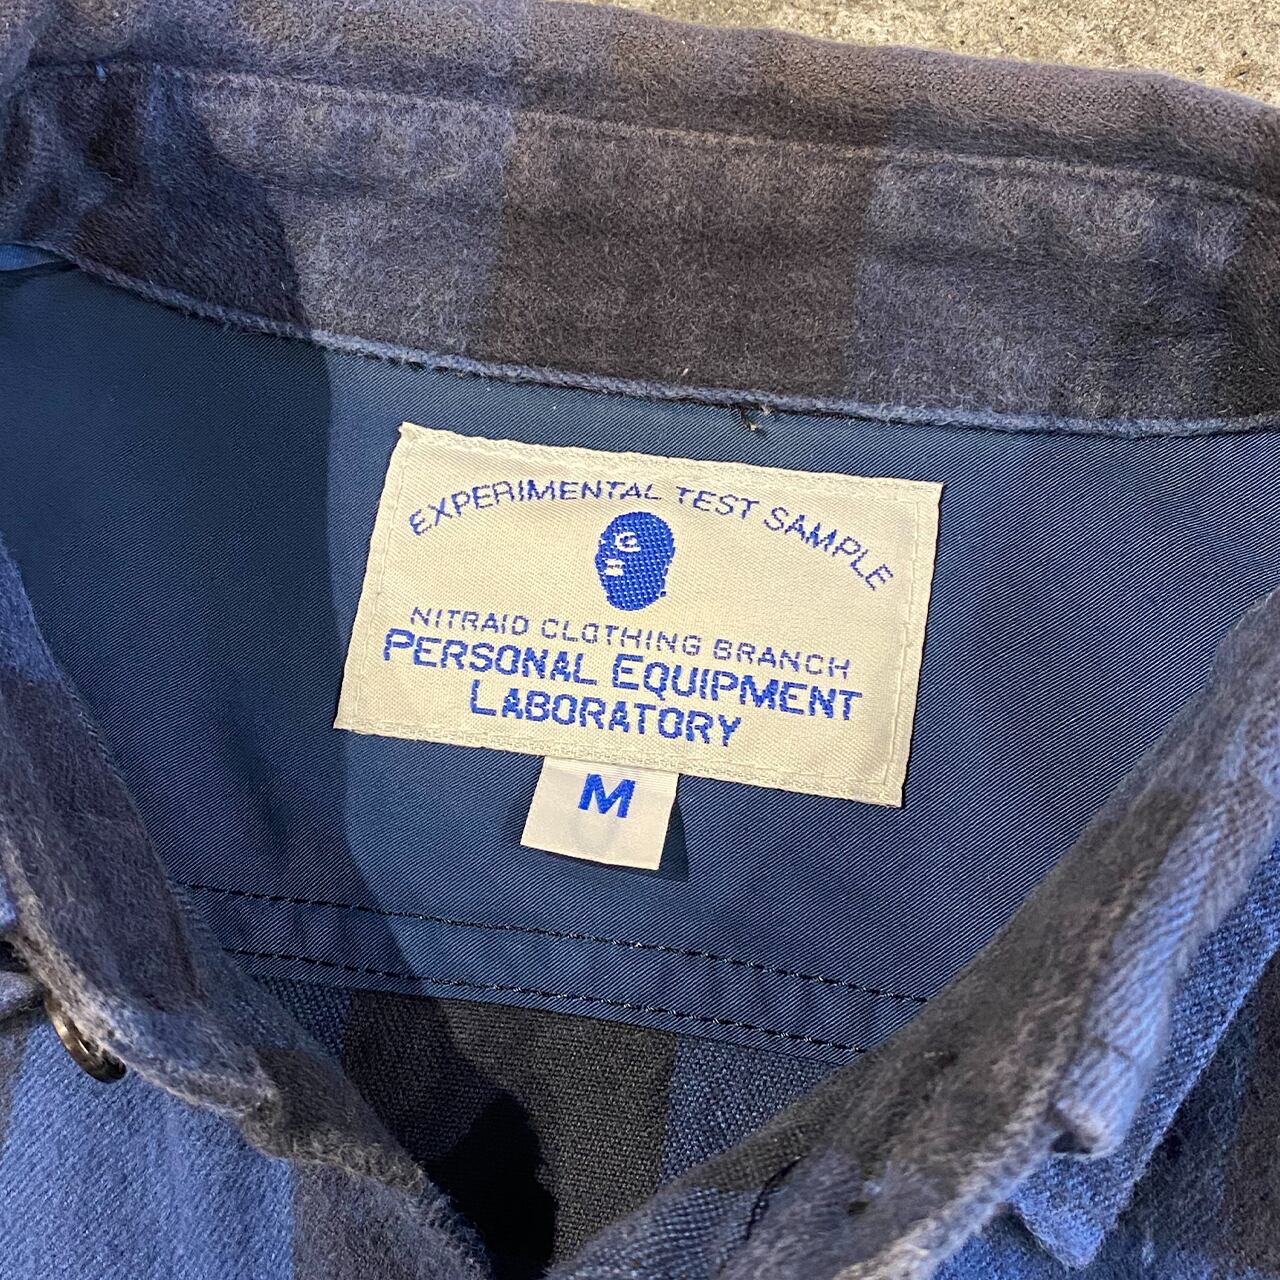 EXPERIMENTAL TEST SAMPLE
NITRAID CLOTHING BRANCH
PERSONAL EQUIPMENT
LABORATORY
M